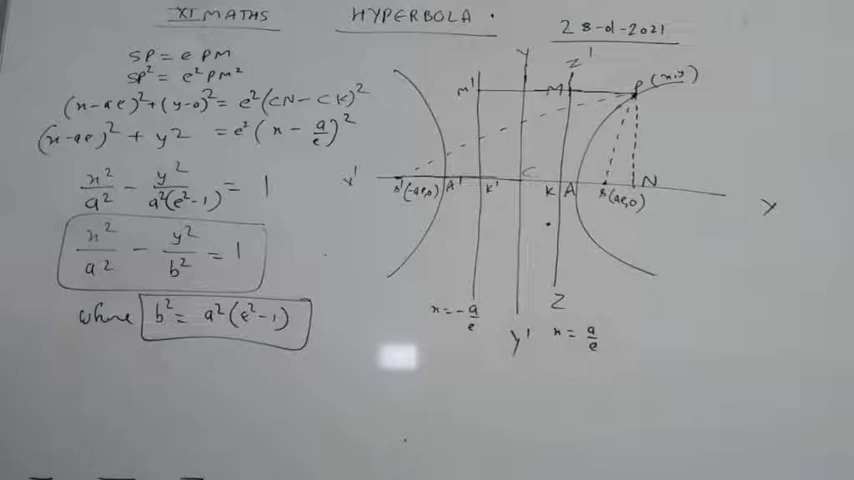 XI MATHS
HYPERBOLA
28-01-2021
SP = e PM
SP² = e² PM²
(x-ae)²+(y-0)² = e²(CN-CK)²
(x-ae)² + y² = e²(x - a/e)²
x²/a² - y²/a²(e²-1) = 1
x²/a² - y²/b² = 1
where b² = a²(e²-1)
Y
Z'
M'
M
P(x,y)
X'
S'(-ae,0)
A'
K'
C
K
A
S(ae,0)
N
Y
x = -a/e
Z
Y'
x = a/e